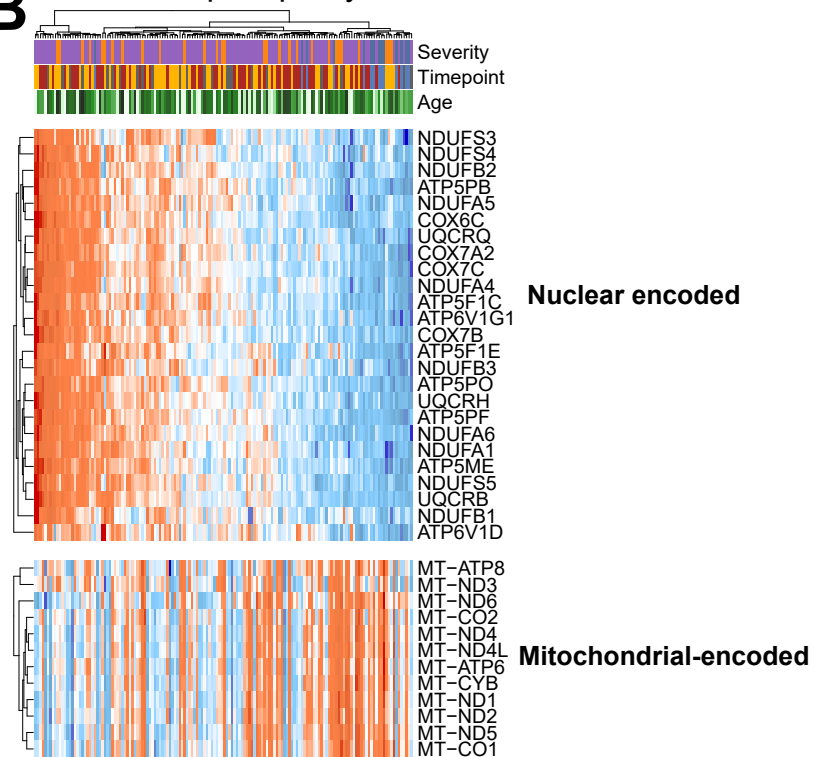 B
Severity
Timepoint
Age
NDUFS3
NDUFS4
NDUFB2
ATP5PB
NDUFA5
COX6C
UQCRQ
COX7A2
COX7C
NDUFA4
ATP5F1C
ATP6V1G1
COX7B
ATP5F1E
NDUFB3
ATP5PO
UQCRH
ATP5PF
NDUFA6
NDUFA1
ATP5ME
NDUFS5
UQCRB
NDUFB1
ATP6V1D
Nuclear encoded
MT−ATP8
MT−ND3
MT−ND6
MT−CO2
MT−ND4
MT−ND4L
MT−ATP6
MT−CYB
MT−ND1
MT−ND2
MT−ND5
MT−CO1
Mitochondrial-encoded